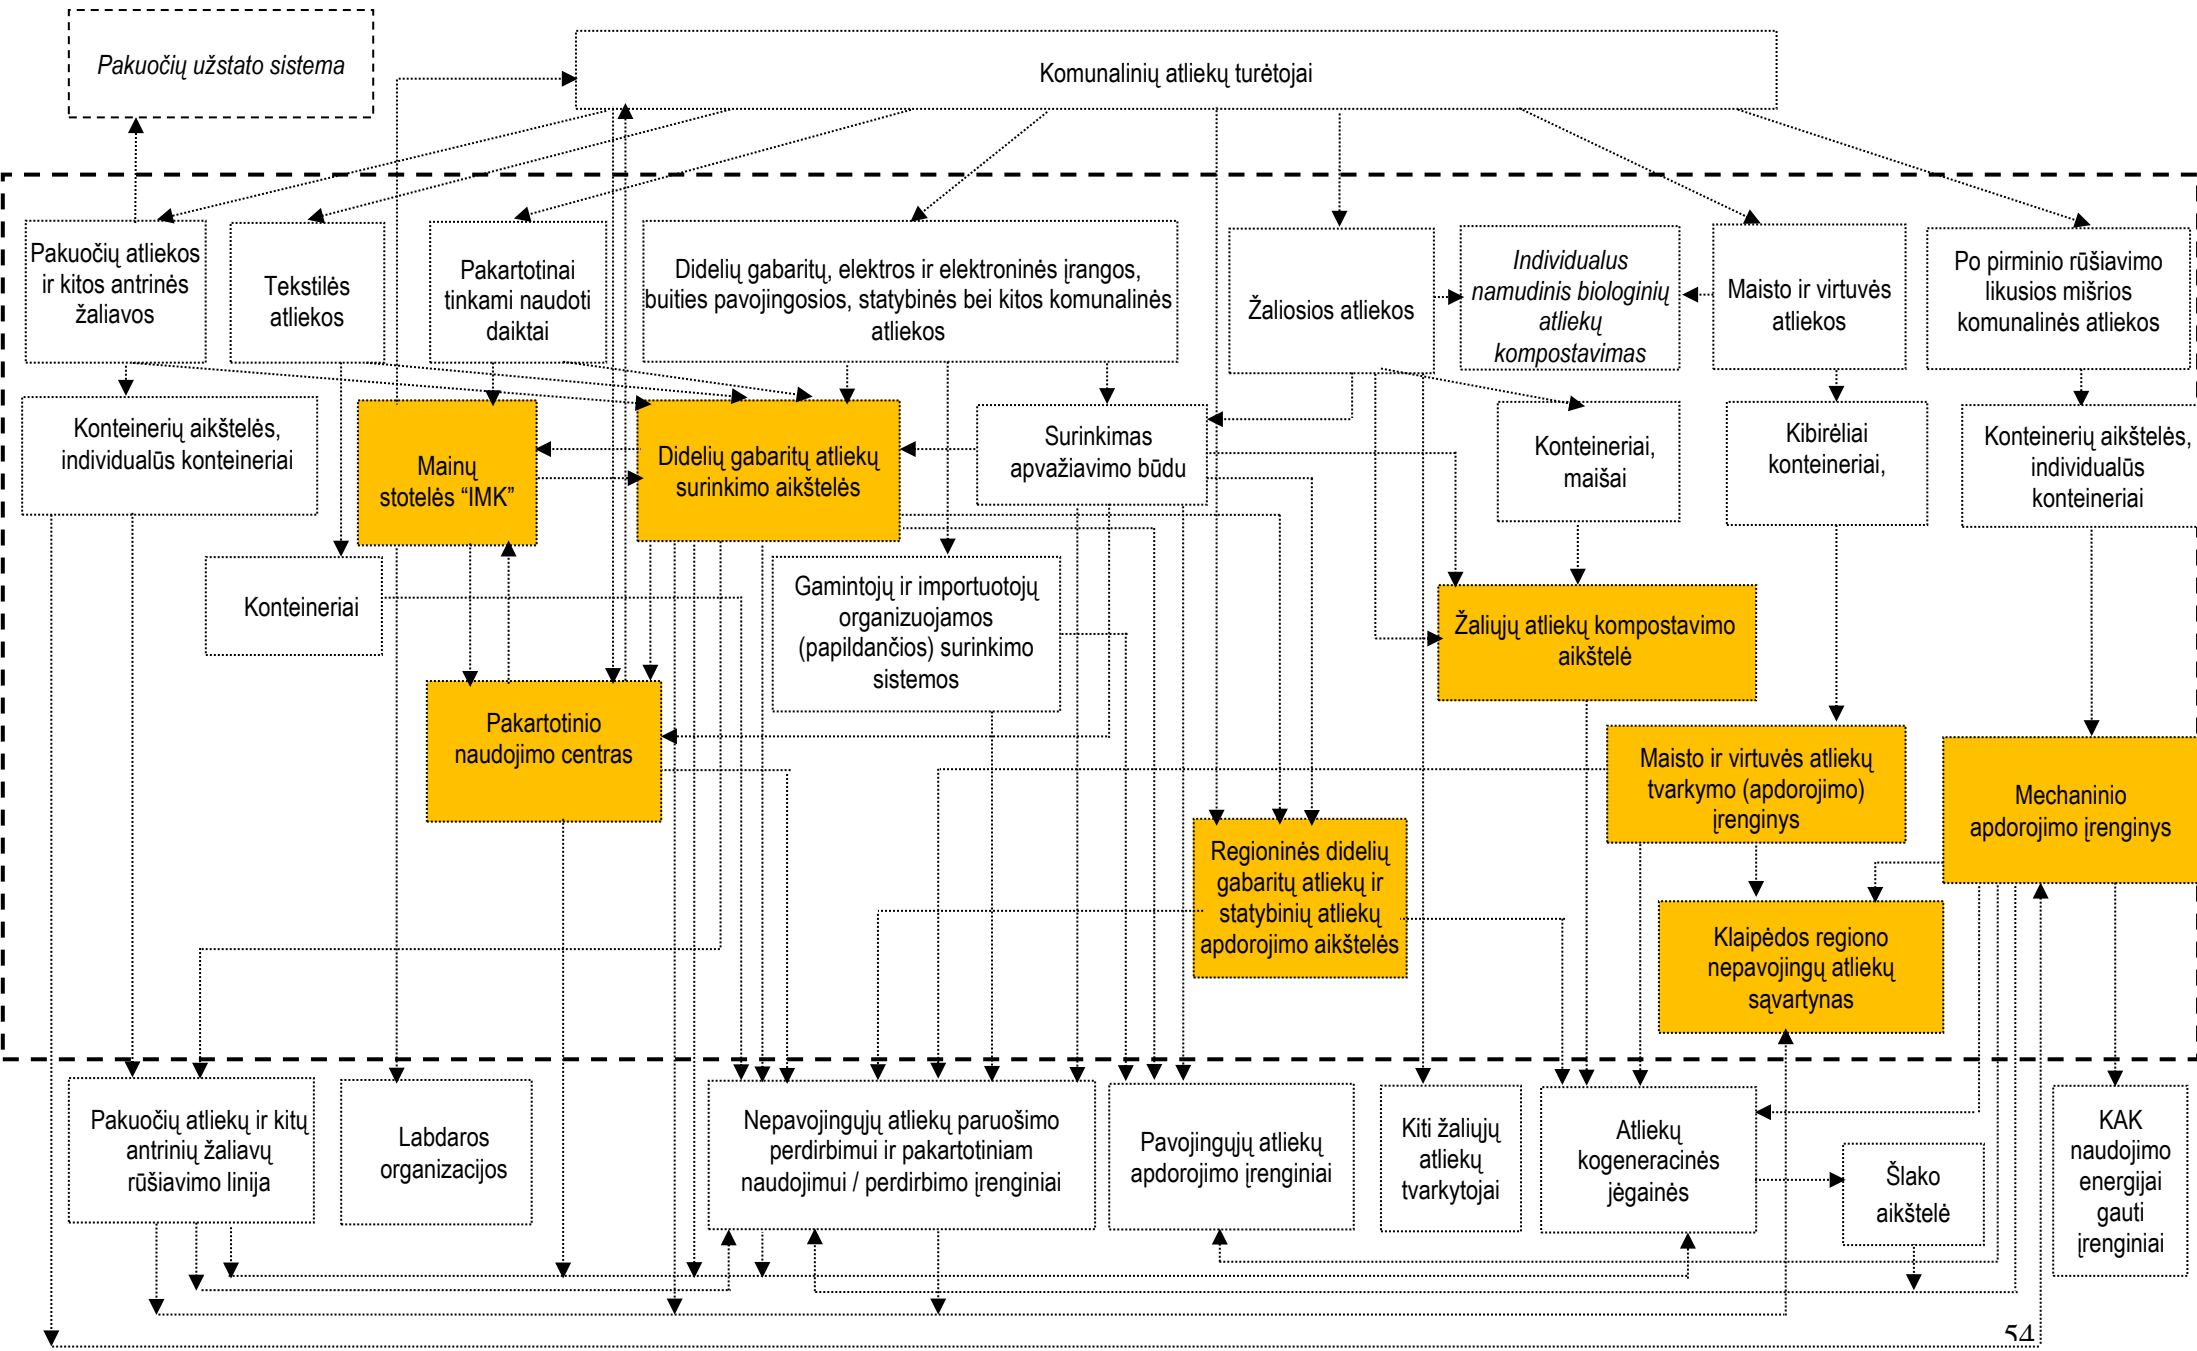 Pakuočių užstato sistema
Komunalinių atliekų turėtojai
Pakuočių atliekos
ir kitos antrinės
žaliavos
Tekstilės
atliekos
Pakartotinai
tinkami naudoti
daiktai
Didelių gabaritų, elektros ir elektroninės įrangos,
buities pavojingosios, statybinės bei kitos komunalinės
atliekos
Žaliosios atliekos
Individualus
namudinis biologinių
atliekų
kompostavimas
Maisto ir virtuvės
atliekos
Po pirminio rūšiavimo
likusios mišrios
komunalinės atliekos
Konteinerių aikštelės,
individualūs konteineriai
Mainų
stotelės “IMK”
Didelių gabaritų atliekų
surinkimo aikštelės
Surinkimas
apvažiavimo būdu
Konteineriai,
maišai
Kibirėliai
konteineriai,
Konteinerių aikštelės,
individualūs
konteineriai
Konteineriai
Gamintojų ir importuotojų
organizuojamos
(papildančios) surinkimo
sistemos
Žaliųjų atliekų kompostavimo
aikštelė
Pakartotinio
naudojimo centras
Maisto ir virtuvės atliekų
tvarkymo (apdorojimo)
įrenginys
Mechaninio
apdorojimo įrenginys
Regioninės didelių
gabaritų atliekų ir
statybinių atliekų
apdorojimo aikštelės
Klaipėdos regiono
nepavojingų atliekų
sąvartynas
Pakuočių atliekų ir kitų
antrinių žaliavų
rūšiavimo linija
Labdaros
organizacijos
Nepavojingųjų atliekų paruošimo
perdirbimui ir pakartotiniam
naudojimui / perdirbimo įrenginiai
Pavojingųjų atliekų
apdorojimo įrenginiai
Kiti žaliųjų
atliekų
tvarkytojai
Atliekų
kogeneracinės
jėgainės
Šlako
aikštelė
KAK
naudojimo
energijai
gauti
įrenginiai
54